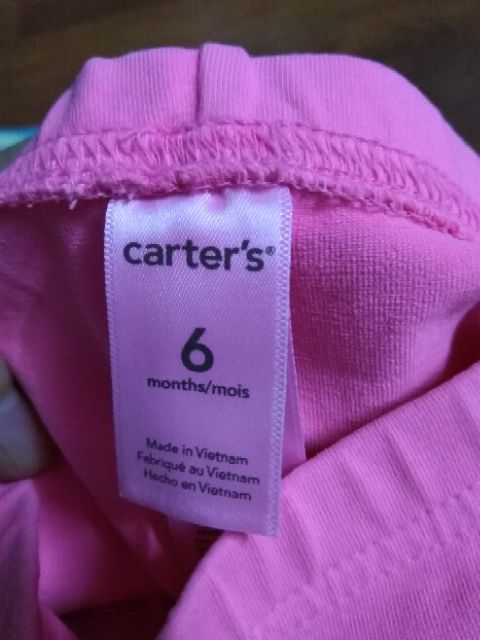 carter's®
6
months/mois
Made in Vietnam
Fabriqué au Vietnam
Hecho en Vietnam